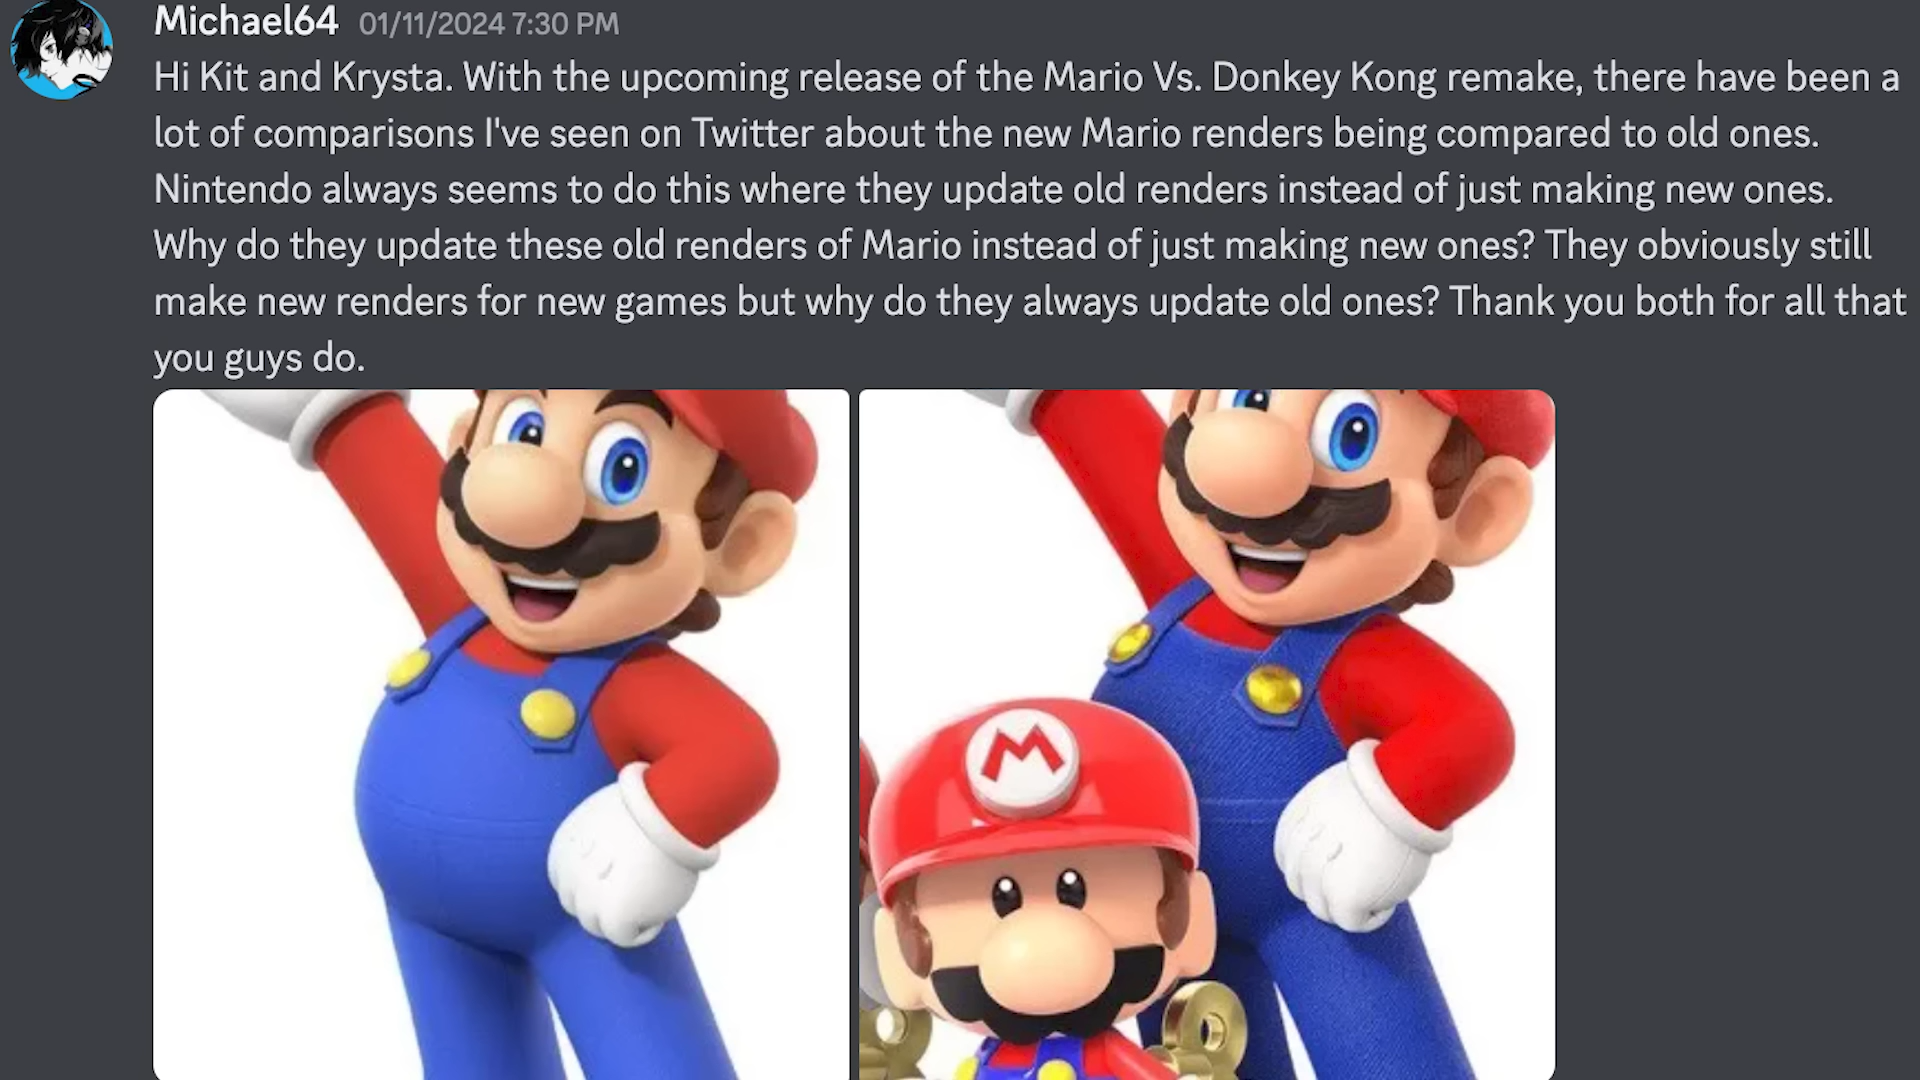 Michael64 01/11/2024 7:30 PM
Hi Kit and Krysta. With the upcoming release of the Mario Vs. Donkey Kong remake, there have been a
lot of comparisons I've seen on Twitter about the new Mario renders being compared to old ones.
Nintendo always seems to do this where they update old renders instead of just making new ones.
Why do they update these old renders of Mario instead of just making new ones? They obviously still
make new renders for new games but why do they always update old ones? Thank you both for all that
you guys do.
M